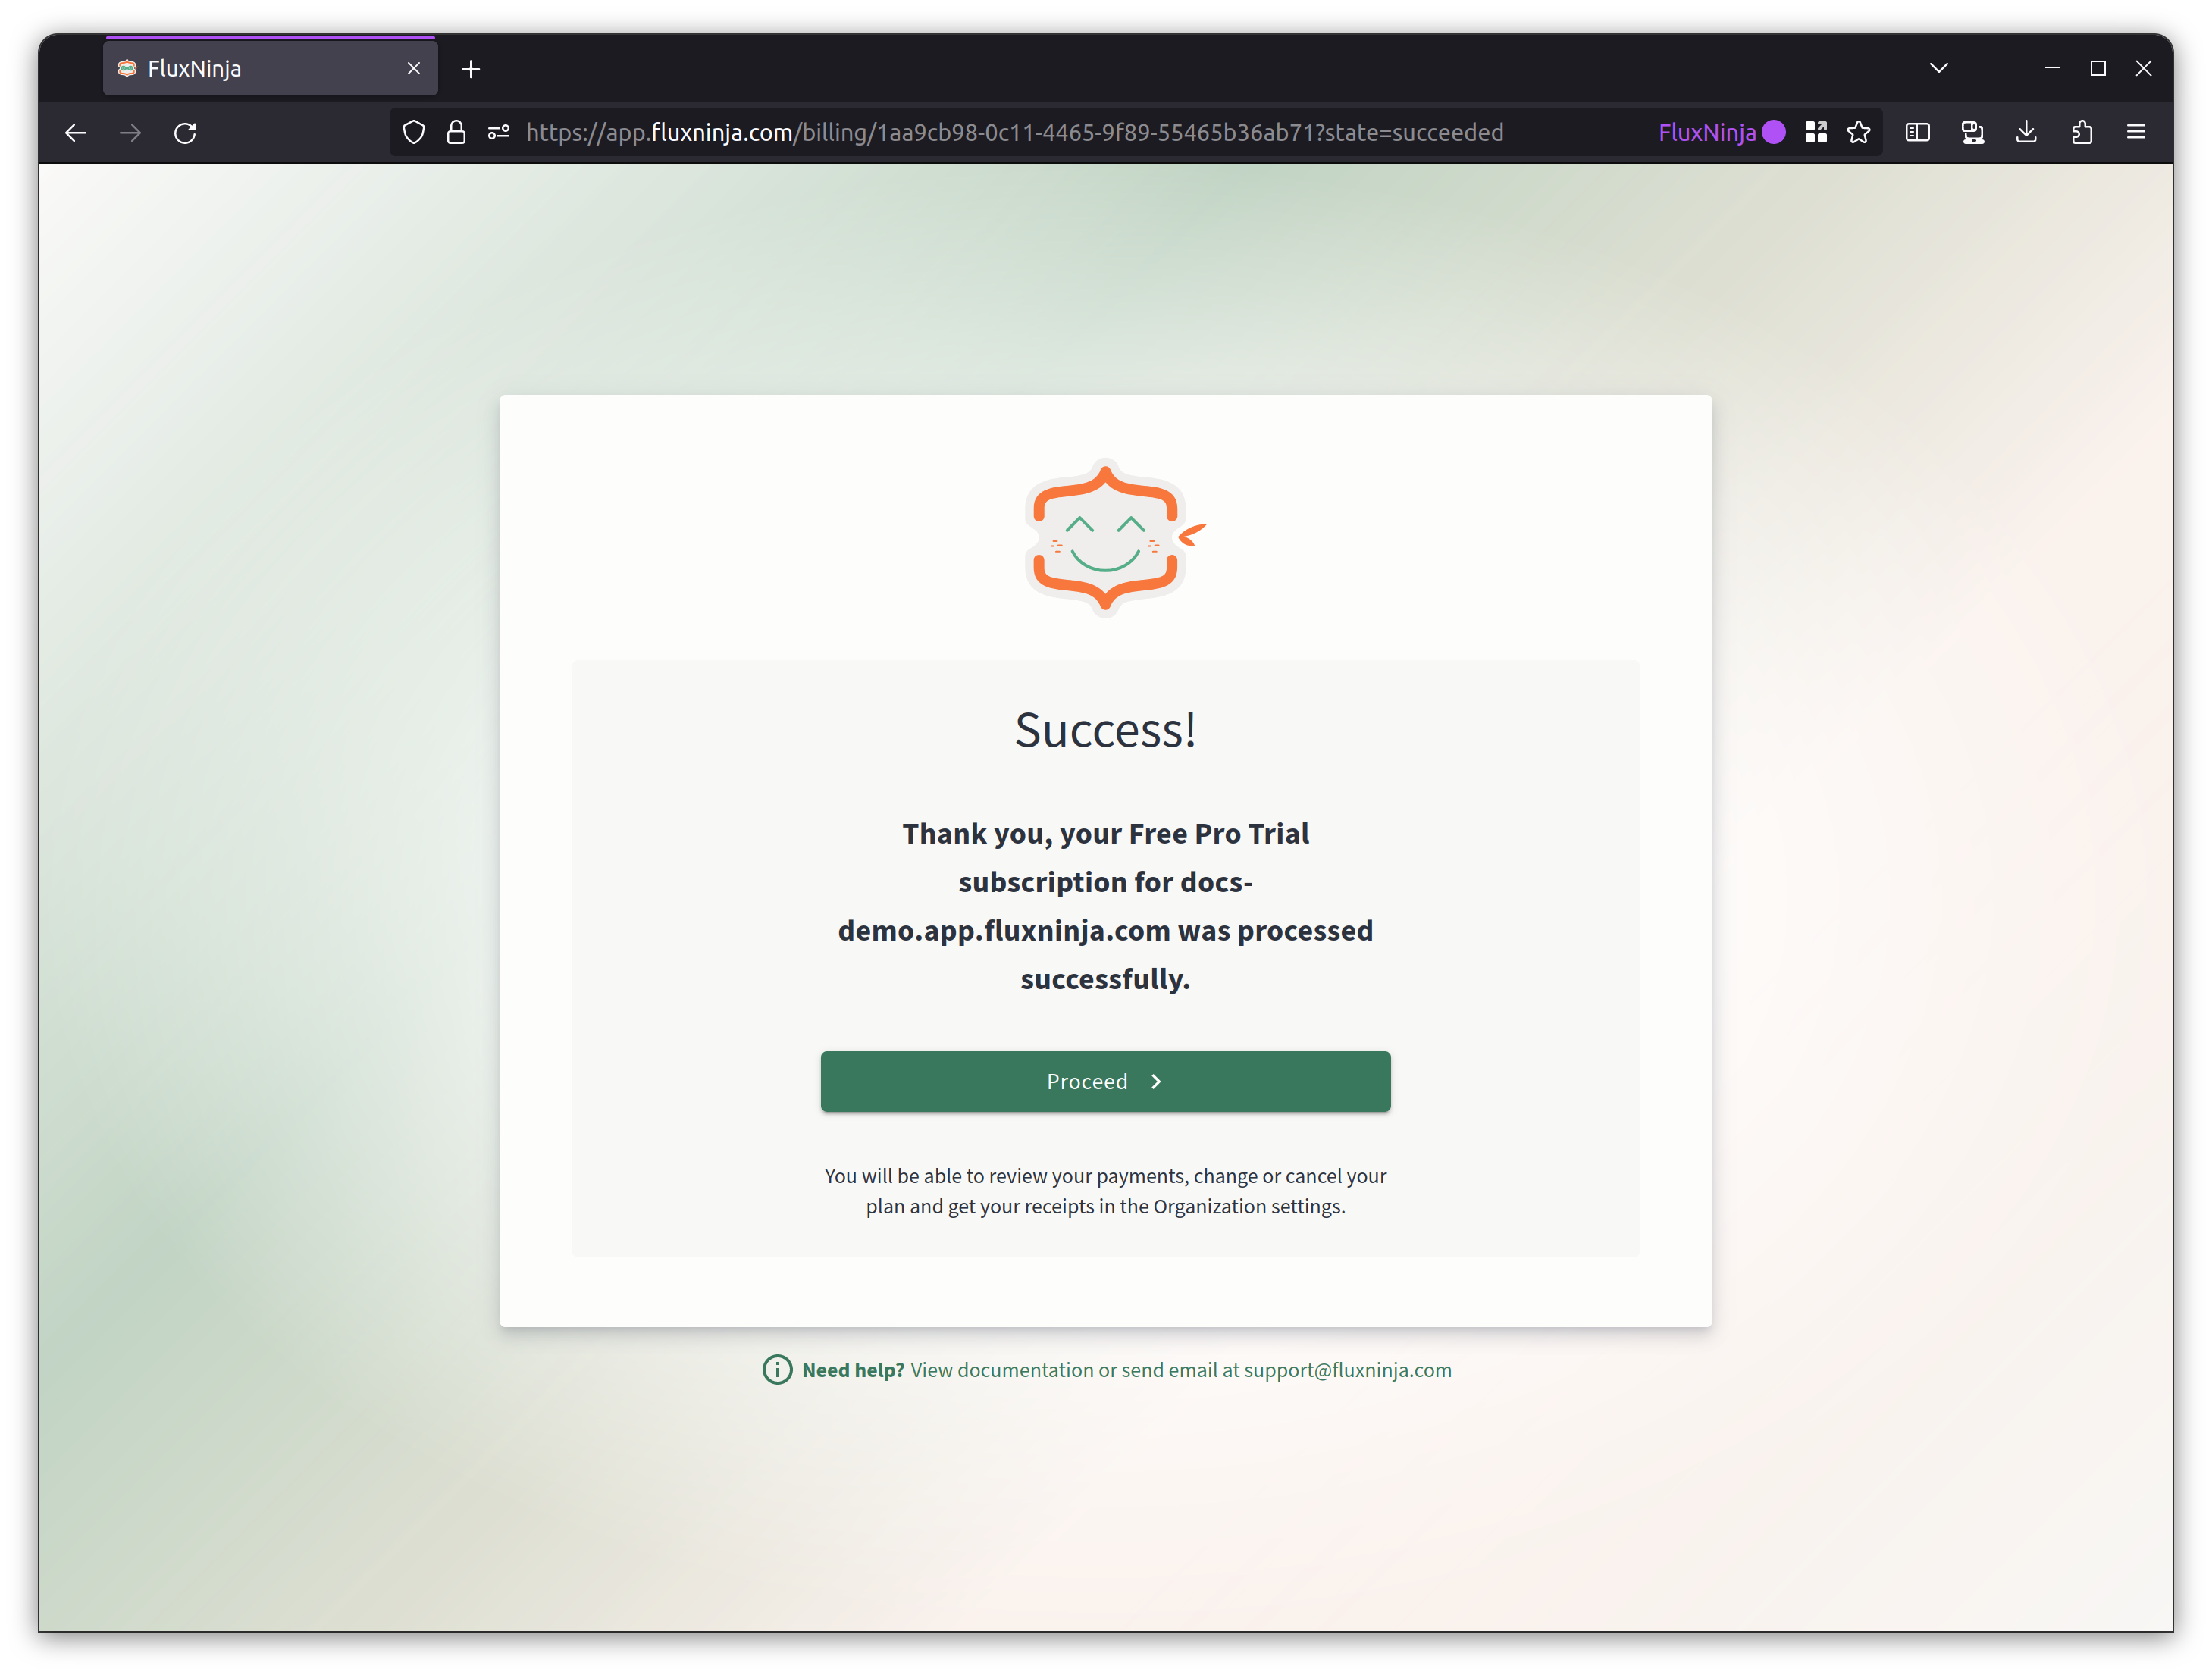 FluxNinja
https://app.fluxninja.com/billing/1aa9cb98-0c11-4465-9f89-55465b36ab71?state=succeeded
FluxNinja
Success!
Thank you, your Free Pro Trial
subscription for docs-
demo.app.fluxninja.com was processed
successfully.
Proceed
You will be able to review your payments, change or cancel your
plan and get your receipts in the Organization settings.
Need help? View documentation or send email at support@fluxninja.com